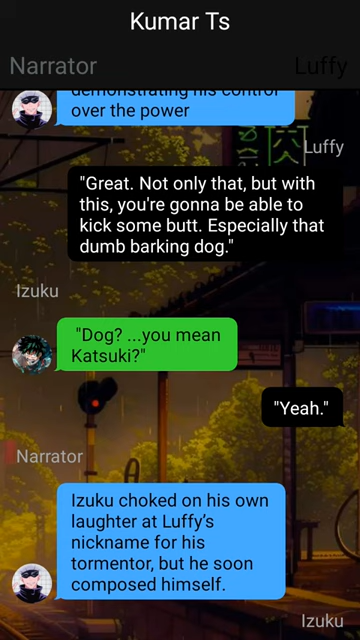 Kumar Ts
Narrator
Luffy
demonstrating his control
over the power
Luffy
"Great. Not only that, but with
this, you're gonna be able to
kick some butt. Especially that
dumb barking dog."
Izuku
"Dog? ...you mean
Katsuki?"
"Yeah."
Narrator
Izuku choked on his own
laughter at Luffy's
nickname for his
tormentor, but he soon
composed himself.
Izuku